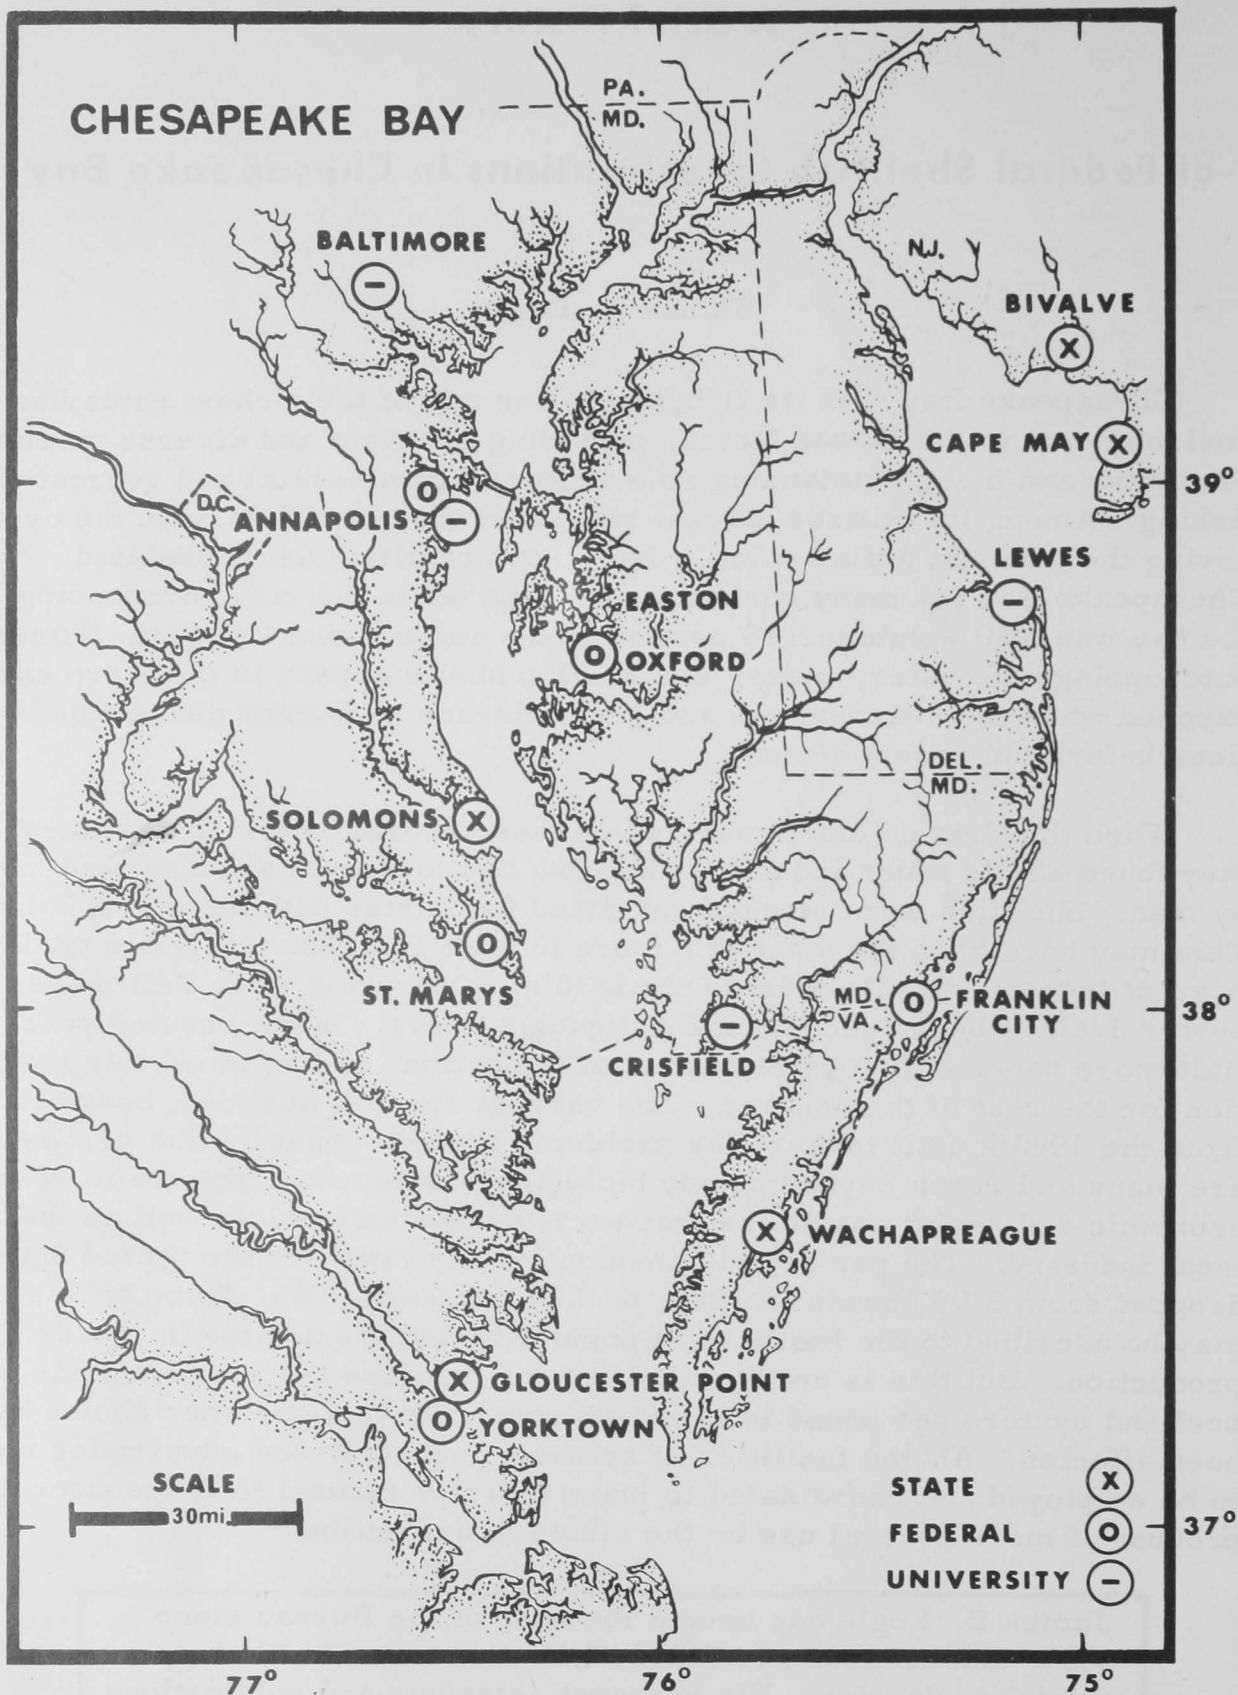 PA.
MD.
CHESAPEAKE BAY
BALTIMORE
N.J.
BIVALVE
CAPE MAY
39°
D.C.
ANNAPOLIS
LEWES
EASTON
OXFORD
DEL.
MD.
SOLOMONS
ST. MARYS
MD.
VA.
FRANKLIN
CITY
38°
CRISFIELD
WACHAPREAGUE
GLOUCESTER POINT
YORKTOWN
SCALE
30mi.
STATE X
FEDERAL O
UNIVERSITY −
37°
77°
76°
75°